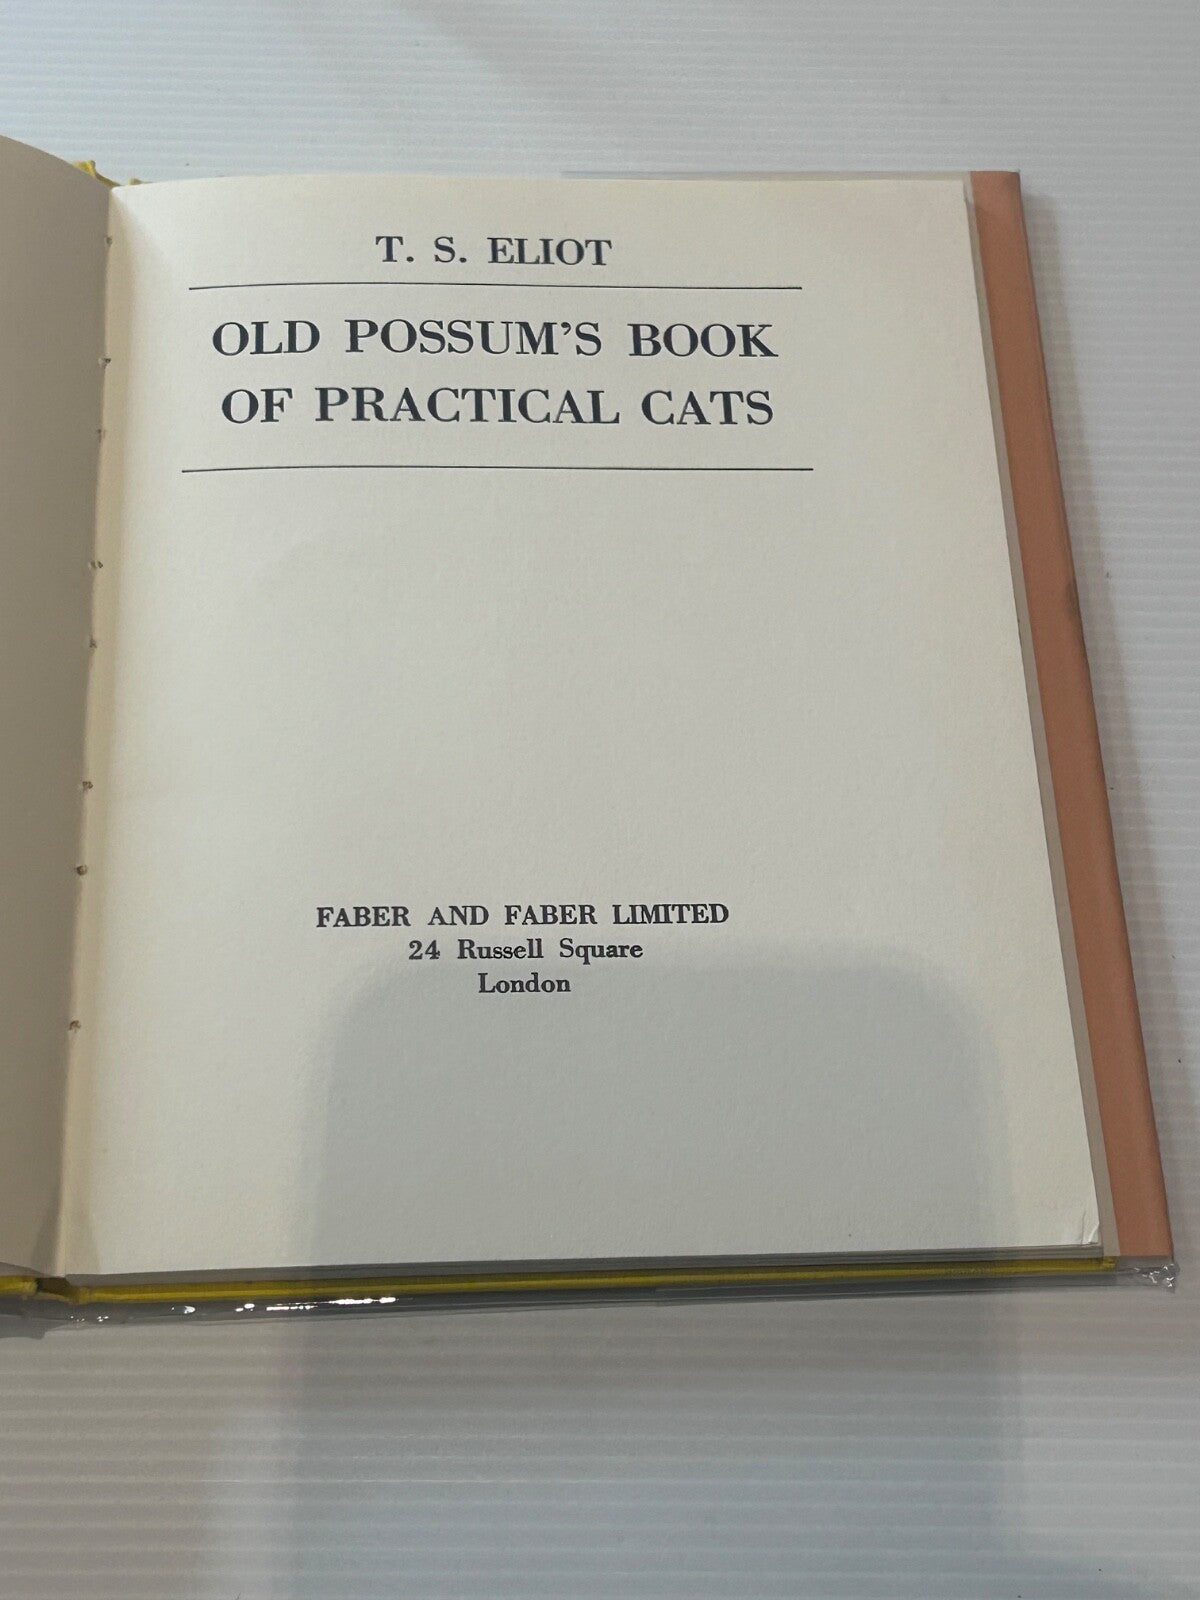 T. S. ELIOT
OLD POSSUM'S BOOK
OF PRACTICAL CATS
FABER AND FABER LIMITED
24 Russell Square
London